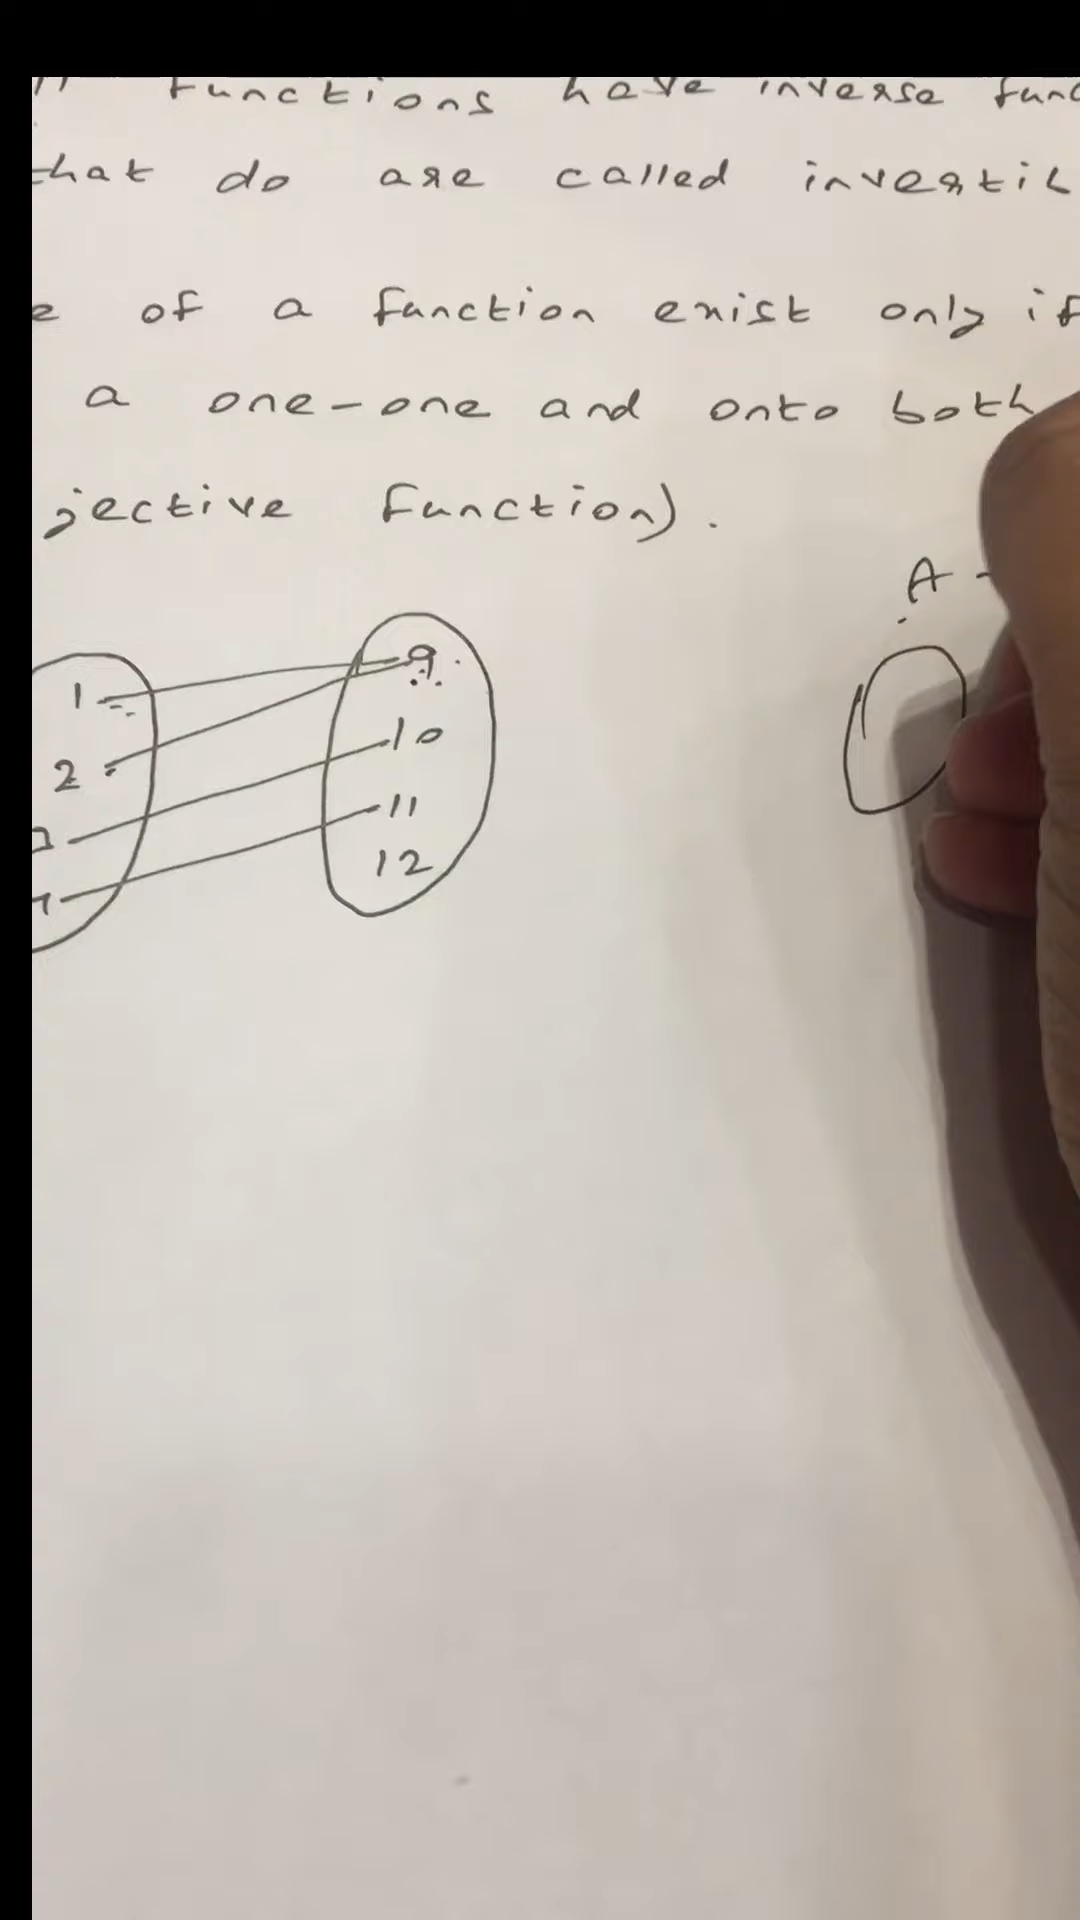 functions have inverse func
that do are called invertib
e of a function exist only if
a one-one and onto both
jective function).
A -
1 9
2 10
11
12